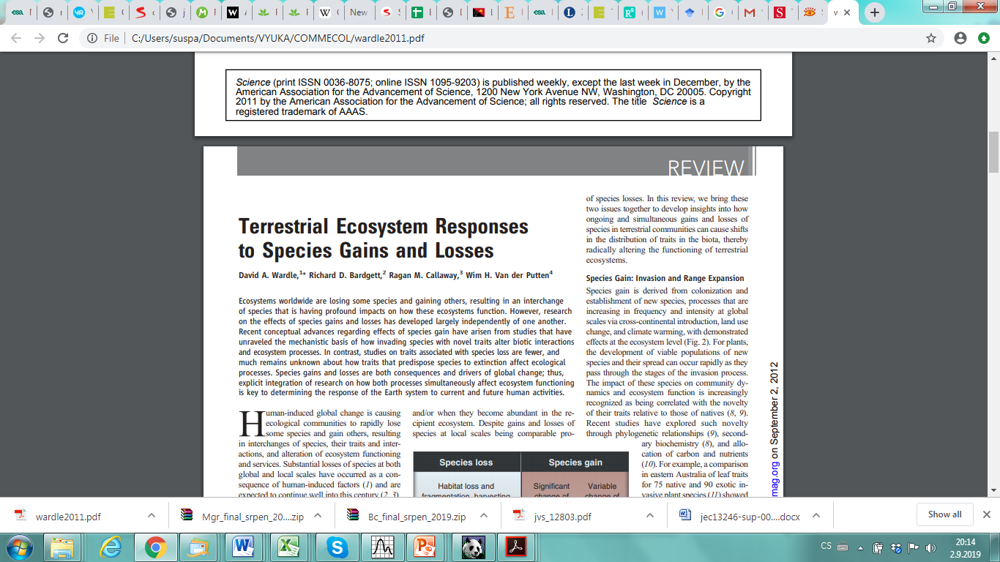 New
File
C:/Users/suspa/Documents/VYUKA/COMMECOL/wardle2011.pdf
Science (print ISSN 0036-8075; online ISSN 1095-9203) is published weekly, except the last week in December, by the
American Association for the Advancement of Science, 1200 New York Avenue NW, Washington, DC 20005. Copyright
2011 by the American Association for the Advancement of Science; all rights reserved. The title Science is a
registered trademark of AAAS.
REVIEW
Terrestrial Ecosystem Responses
to Species Gains and Losses
David A. Wardle,1* Richard D. Bardgett,2 Ragan M. Callaway,3 Wim H. Van der Putten4
Ecosystems worldwide are losing some species and gaining others, resulting in an interchange
of species that is having profound impacts on how these ecosystems function. However, research
on the effects of species gains and losses has developed largely independently of one another.
Recent conceptual advances regarding effects of species gain have arisen from studies that have
unraveled the mechanistic basis of how invading species with novel traits alter biotic interactions
and ecosystem processes. In contrast, studies on traits associated with species loss are fewer, and
much remains unknown about how traits that predispose species to extinction affect ecological
processes. Species gains and losses are both consequences and drivers of global change; thus,
explicit integration of research on how both processes simultaneously affect ecosystem functioning
is key to determining the response of the Earth system to current and future human activities.
Human-induced global change is causing
ecological communities to rapidly lose
some species and gain others, resulting
in interchanges of species, their traits and inter-
actions, and alteration of ecosystem functioning
and services. Substantial losses of species at both
global and local scales have occurred as a con-
sequence of human-induced factors (1) and are
expected to continue well into this century (2, 3)
and/or when they become abundant in the re-
cipient ecosystem. Despite gains and losses of
species at local scales being comparable pro-
Species loss
Species gain
Habitat loss and
fragmentation, harvesting
Significant
change of
Variable
change of
of species losses. In this review, we bring these
two issues together to develop insights into how
ongoing and simultaneous gains and losses of
species in terrestrial communities can cause shifts
in the distribution of traits in the biota, thereby
radically altering the functioning of terrestrial
ecosystems.
Species Gain: Invasion and Range Expansion
Species gain is derived from colonization and
establishment of new species, processes that are
increasing in frequency and intensity at global
scales via cross-continental introduction, land use
change, and climate warming, with demonstrated
effects at the ecosystem level (Fig. 2). For plants,
the development of viable populations of new
species and their spread can occur rapidly as they
pass through the stages of the invasion process.
The impact of these species on community dy-
namics and ecosystem function is increasingly
recognized as being correlated with the novelty
of their traits relative to those of natives (8, 9).
Recent studies have explored such novelty
through phylogenetic relationships (9), second-
ary biochemistry (8), and allo-
cation of carbon and nutrients
(10). For example, a comparison
in eastern Australia of leaf traits
for 75 native and 90 exotic in-
vasive plant species (11) showed
mag.org on September 2, 2012
wardle2011.pdf
Mgr_final_srpen_20....zip
Bc_final_srpen_2019.zip
jvs_12803.pdf
jec13246-sup-00....docx
Show all
CS
20:14
2.9.2019